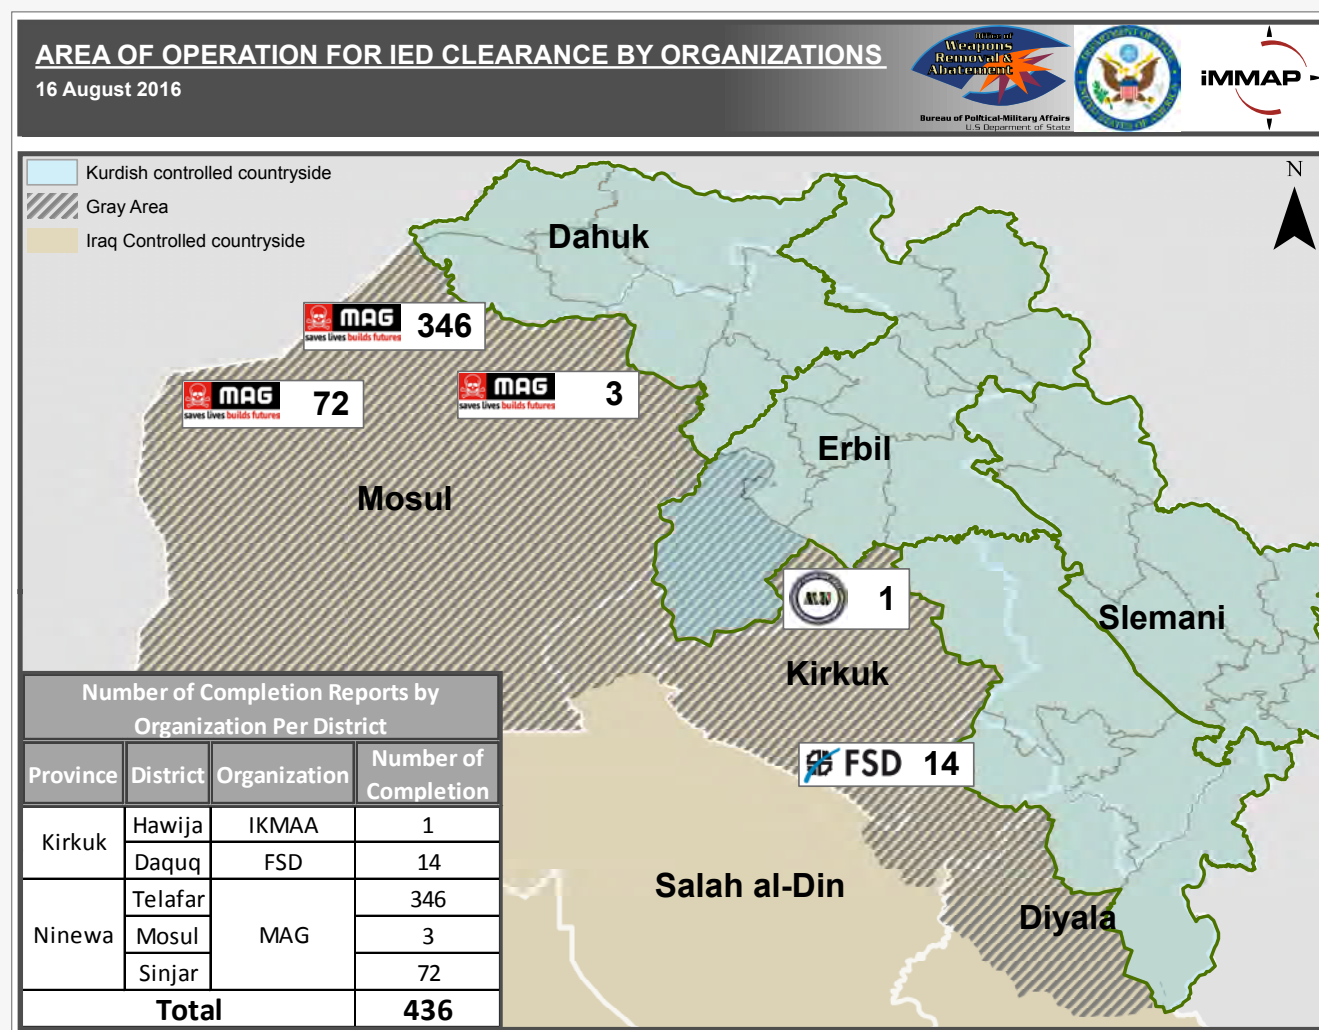 AREA OF OPERATION FOR IED CLEARANCE BY ORGANIZATIONS
16 August 2016
Office of
Weapons
Removal &
Abatement
Bureau of Political-Military Affairs
U.S Department of State
iMMAP
Kurdish controlled countryside
Gray Area
Iraq Controlled countryside
N
Dahuk
MAG 346
saves lives builds futures
MAG 72
saves lives builds futures
MAG 3
saves lives builds futures
Erbil
Mosul
1
Slemani
Kirkuk
FSD 14
Salah al-Din
Diyala
Number of Completion Reports by
Organization Per District
Province District Organization Number of Completion
Kirkuk Hawija IKMAA 1
Daquq FSD 14
Ninewa Telafar MAG 346
Mosul 3
Sinjar 72
Total 436